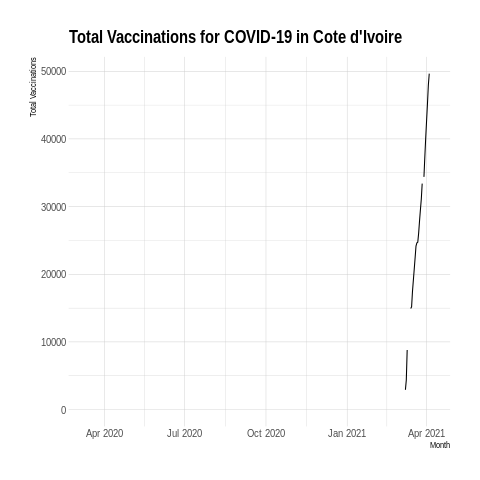 Total Vaccinations for COVID-19 in Cote d'Ivoire
Total Vaccinations
50000
40000
30000
20000
10000
0
Apr 2020 Jul 2020 Oct 2020 Jan 2021 Apr 2021
Month